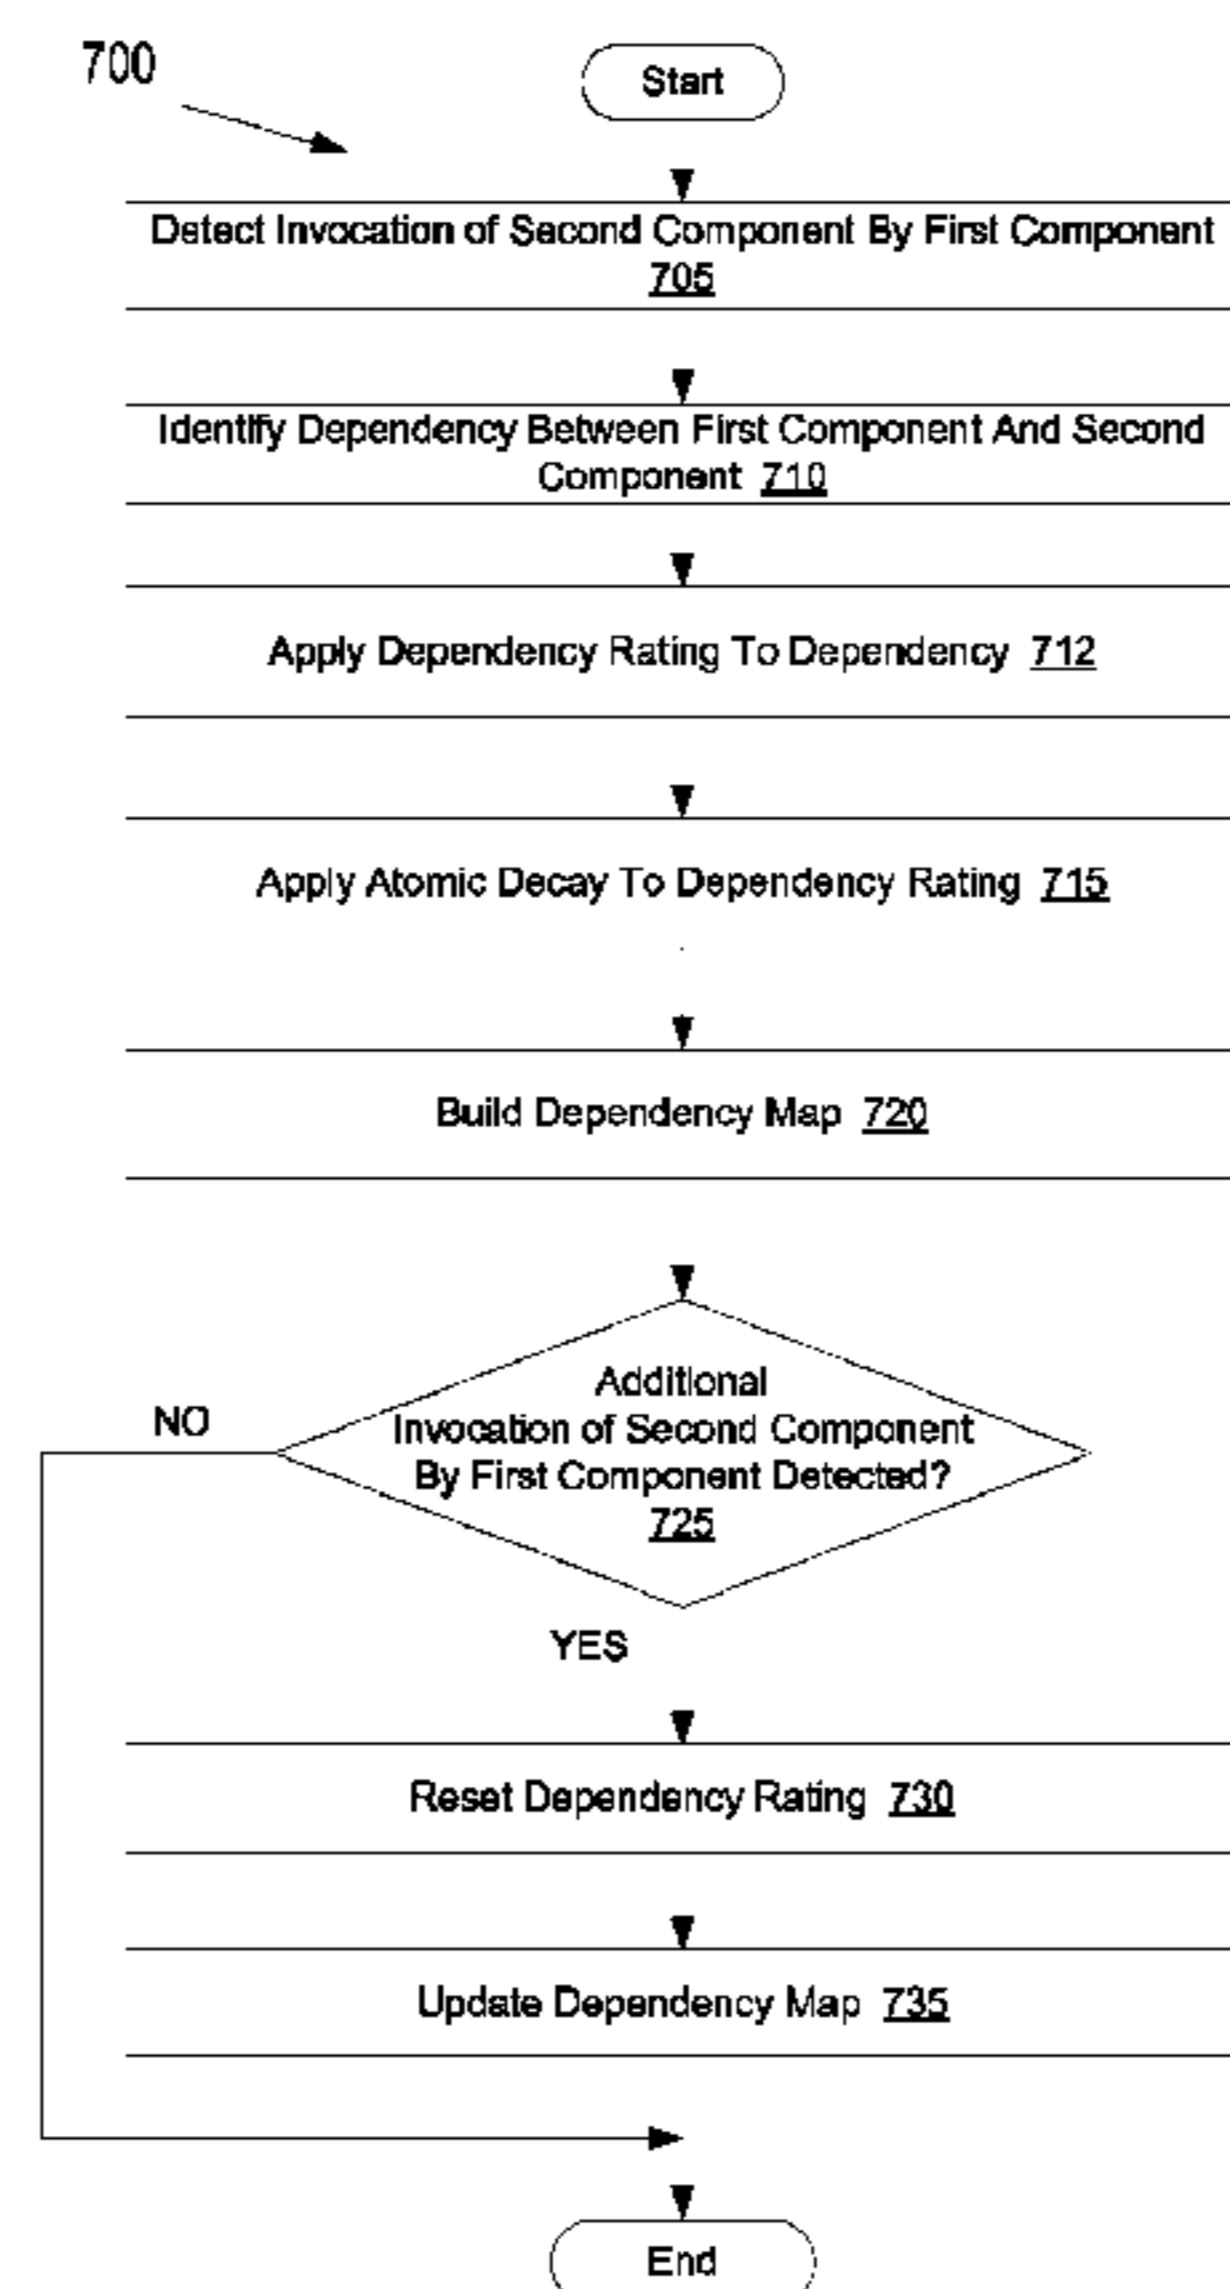 700
Start
Detect Invocation of Second Component By First Component
705
Identify Dependency Between First Component And Second
Component 710
Apply Dependency Rating To Dependency 712
Apply Atomic Decay To Dependency Rating 715
Build Dependency Map 720
Additional
Invocation of Second Component
By First Component Detected?
725
NO
YES
Reset Dependency Rating 730
Update Dependency Map 735
End